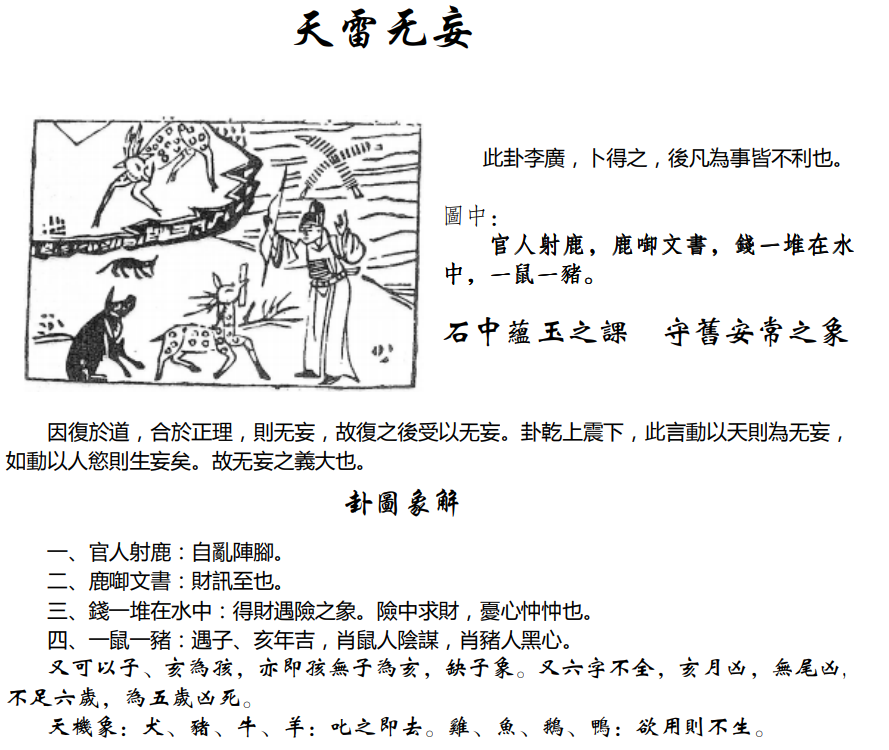 天雷无妄
此卦李廣，卜得之，後凡為事皆不利也。
圖中：
官人射鹿，鹿啣文書，錢一堆在水
中，一鼠一豬。
石中蘊玉之課　守舊安常之象
因復於道，合於正理，則无妄，故復之後受以无妄。卦乾上震下，此言動以天則為无妄，
如動以人慾則生妄矣。故无妄之義大也。
卦圖象解
一、官人射鹿：自亂陣腳。
二、鹿啣文書：財訊至也。
三、錢一堆在水中：得財遇險之象。險中求財，憂心忡忡也。
四、一鼠一豬：遇子、亥年吉，肖鼠人陰謀，肖豬人黑心。
又可以子、亥為孩，亦即孩無子為亥，缺子象。又六字不全，亥月凶，無尾凶，
不足六歲，為五歲凶死。
天機象：犬、豬、牛、羊：叱之即去。雞、魚、鵝、鴨：欲用則不生。